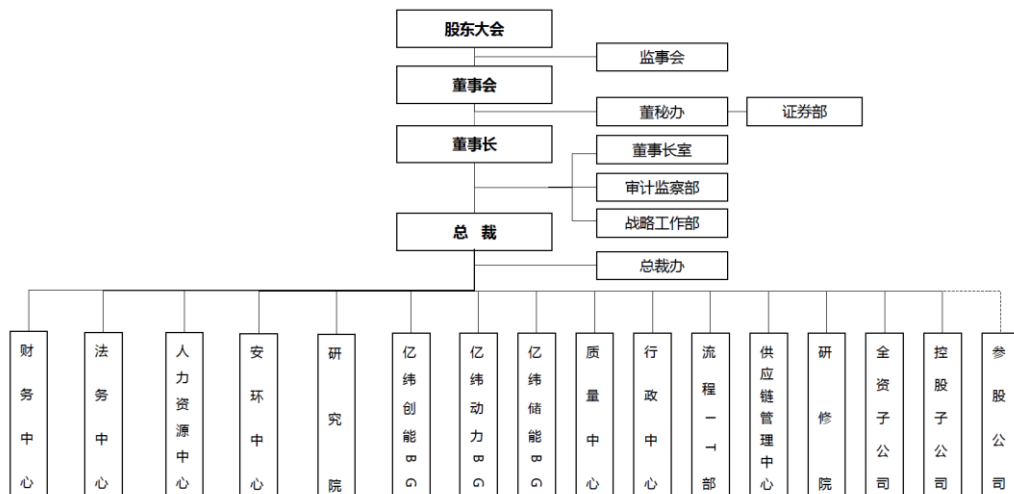 股东大会
监事会
董事会
董秘办
证券部
董事长
董事长室
审计监察部
战略工作部
总 裁
总裁办
财务中心
法务中心
人力资源中心
安环中心
研究院
亿纬创能BG
亿纬动力BG
亿纬储能BG
质量中心
行政中心
流程IT部
供应链管理中心
研修院
全资子公司
控股子公司
参股公司